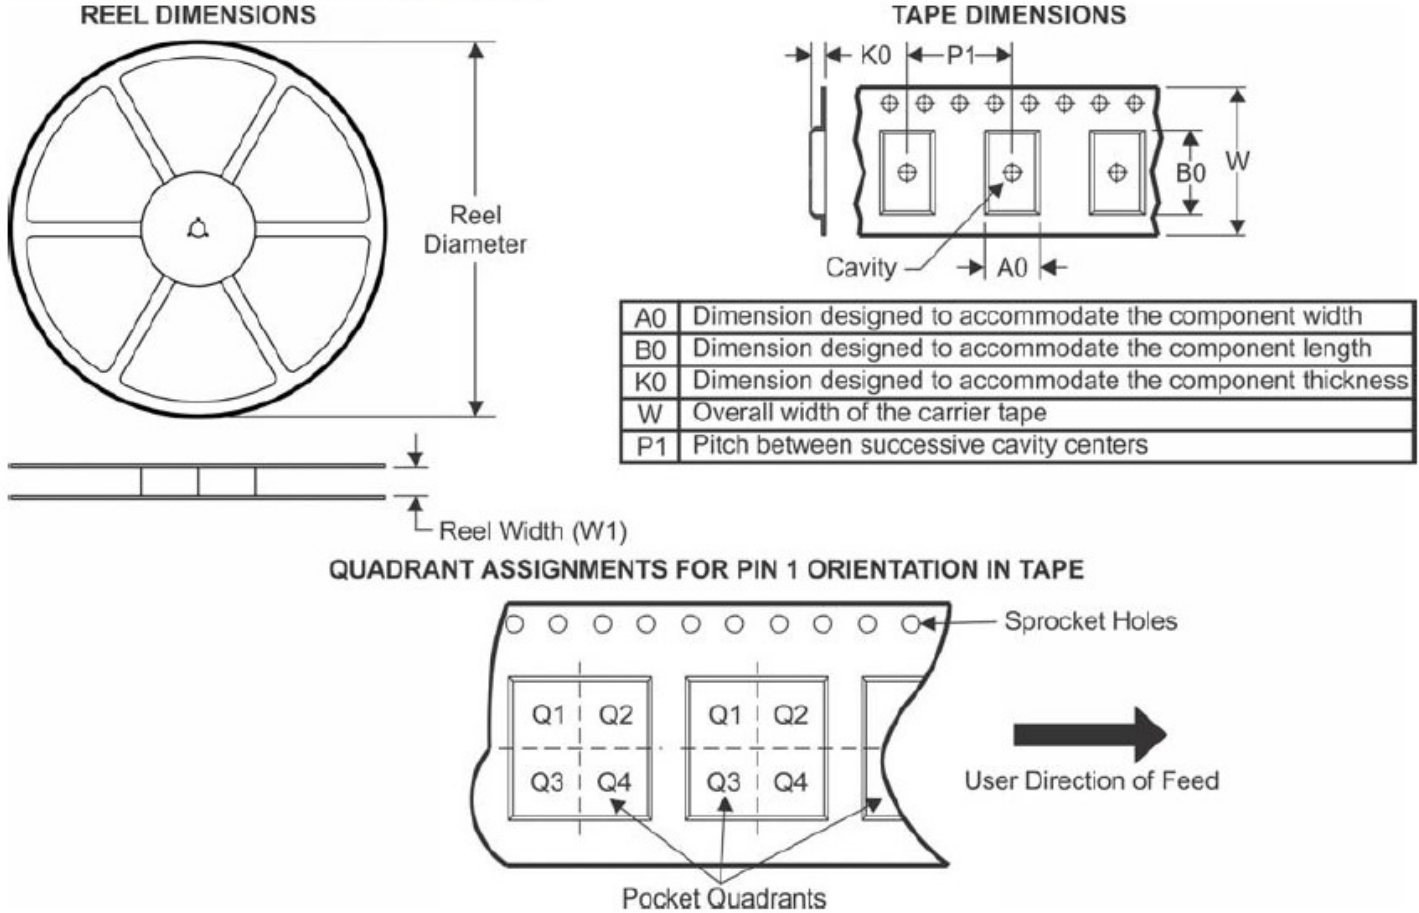 REEL DIMENSIONS
TAPE DIMENSIONS
K0
P1
Reel
Diameter
B0
W
Cavity
A0
A0 Dimension designed to accommodate the component width
B0 Dimension designed to accommodate the component length
K0 Dimension designed to accommodate the component thickness
W Overall width of the carrier tape
P1 Pitch between successive cavity centers
Reel Width (W1)
QUADRANT ASSIGNMENTS FOR PIN 1 ORIENTATION IN TAPE
Sprocket Holes
Q1 Q2 Q1 Q2
Q3 Q4 Q3 Q4
User Direction of Feed
Pocket Quadrants